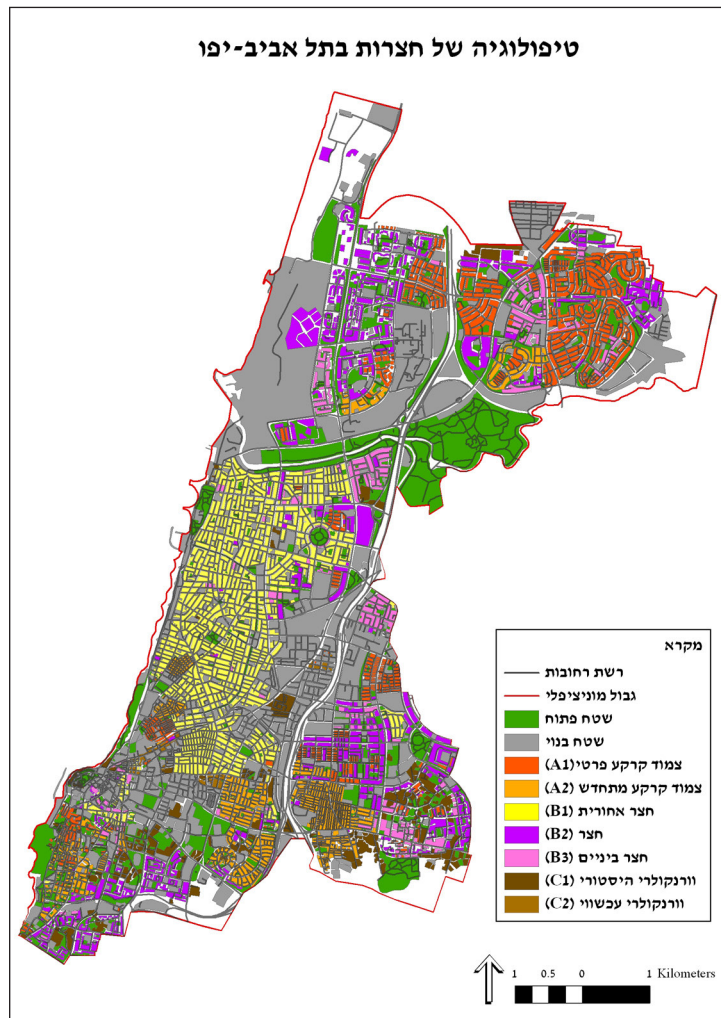 טיפולוגיה של חצרות בתל אביב-יפו
מקרא
רשת רחובות
גבול מוניציפלי
שטח פתוח
שטח בנוי
צמוד קרקע פרטי (A1)
צמוד קרקע מתחדש (A2)
חצר אחורית (B1)
חצר (B2)
חצר ביניים (B3)
וורנקולרי היסטורי (C1)
וורנקולרי עכשווי (C2)
1 0.5 0 1 Kilometers